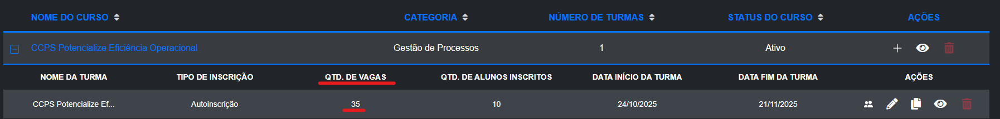 NOME DO CURSO CATEGORIA NÚMERO DE TURMAS STATUS DO CURSO AÇÕES
CCPS Potencialize Eficiência Operacional Gestão de Processos 1 Ativo
NOME DA TURMA TIPO DE INSCRIÇÃO QTD. DE VAGAS QTD. DE ALUNOS INSCRITOS DATA INÍCIO DA TURMA DATA FIM DA TURMA AÇÕES
CCPS Potencialize Ef... Autoinscrição 35 10 24/10/2025 21/11/2025